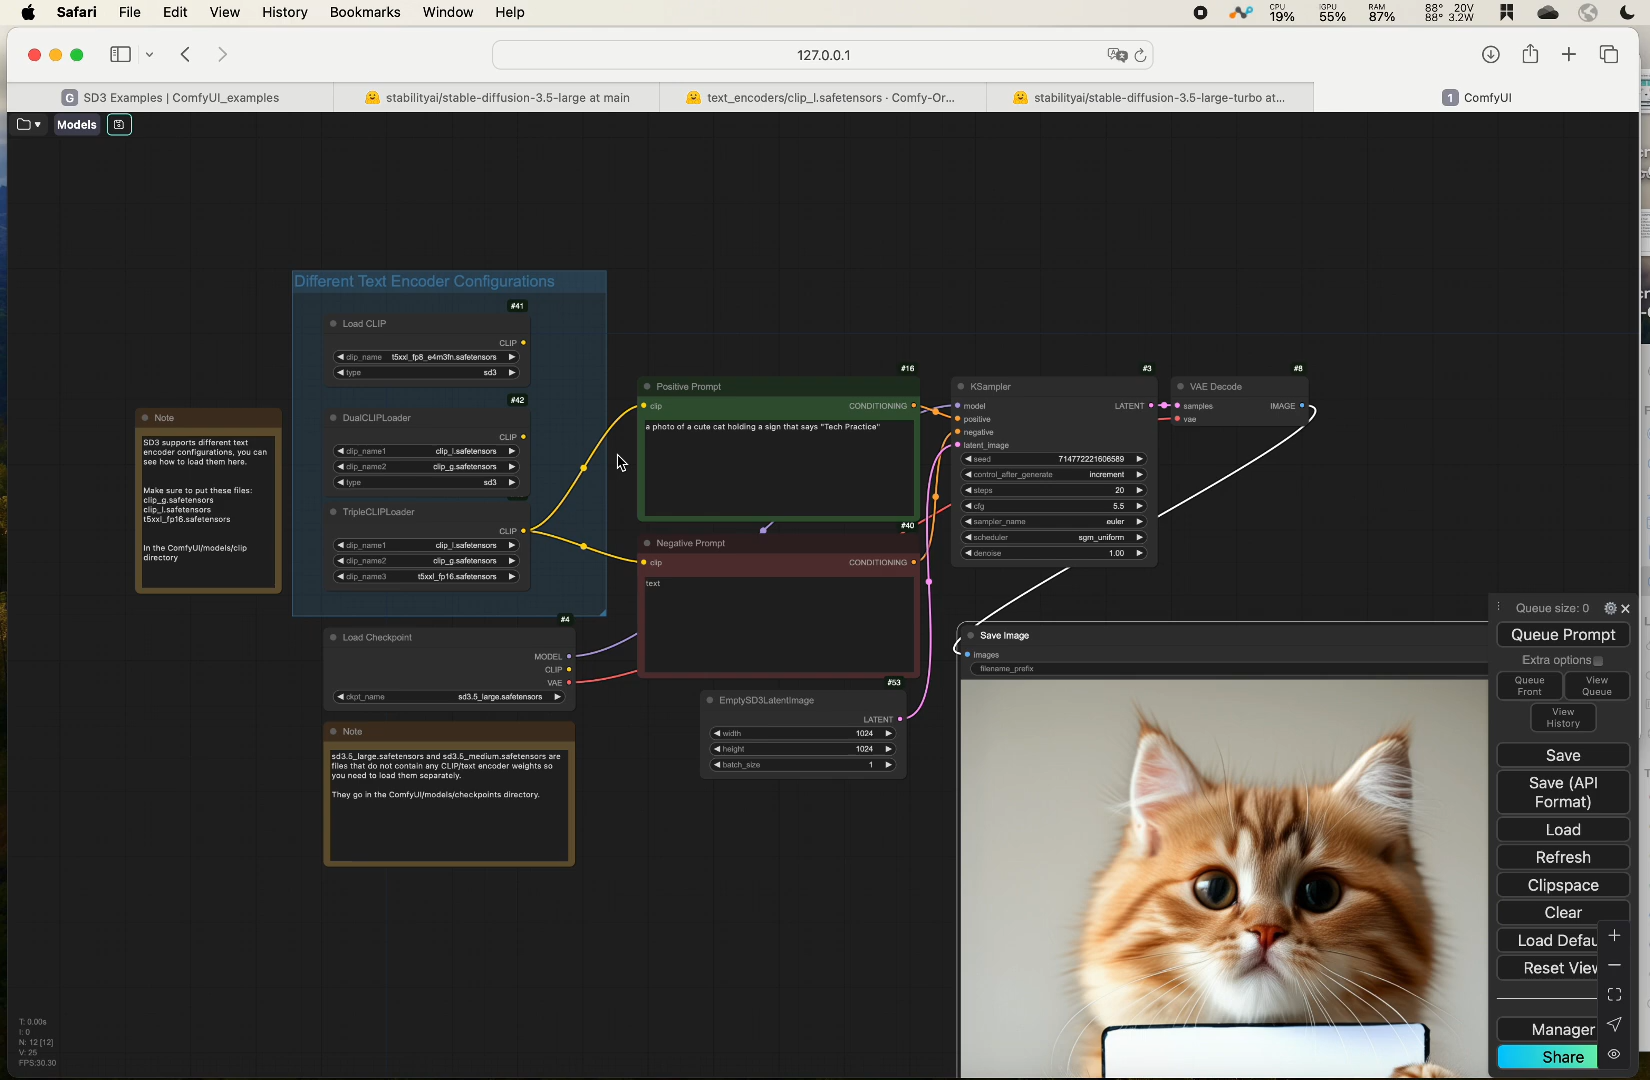 Safari File Edit View History Bookmarks Window Help
CPU 19% IGPU 55% RAM 87% 88° 20V 88° 3.2W
127.0.0.1
SD3 Examples | ComfyUI_examples
stabilityai/stable-diffusion-3.5-large at main
text_encoders/clip_l.safetensors · Comfy-Or...
stabilityai/stable-diffusion-3.5-large-turbo at...
1 ComfyUI
Models
Different Text Encoder Configurations
#41
Load CLIP
CLIP
clip_name t5xxl_fp8_e4m3fn.safetensors
type sd3
#42
DualCLIPLoader
CLIP
clip_name1 clip_l.safetensors
clip_name2 clip_g.safetensors
type sd3
TripleCLIPLoader
CLIP
clip_name1 clip_l.safetensors
clip_name2 clip_g.safetensors
clip_name3 t5xxl_fp16.safetensors
Note
SD3 supports different text
encoder configurations, you can
see how to load them here.
Make sure to put these files:
clip_g.safetensors
clip_l.safetensors
t5xxl_fp16.safetensors
In the ComfyUI/models/clip
directory
#4
Load Checkpoint
MODEL
CLIP
VAE
ckpt_name sd3.5_large.safetensors
Note
sd3.5_large.safetensors and sd3.5_medium.safetensors are
files that do not contain any CLIP/text encoder weights so
you need to load them separately.
They go in the ComfyUI/models/checkpoints directory.
#16
Positive Prompt
clip CONDITIONING
a photo of a cute cat holding a sign that says "Tech Practice"
#40
Negative Prompt
clip CONDITIONING
text
#53
EmptySD3LatentImage
LATENT
width 1024
height 1024
batch_size 1
#3
KSampler
model LATENT
positive
negative
latent_image
seed 714772221606589
control_after_generate increment
steps 20
cfg 5.5
sampler_name euler
scheduler sgm_uniform
denoise 1.00
#8
VAE Decode
samples IMAGE
vae
Save Image
images
filename_prefix
Queue size: 0
Queue Prompt
Extra options
Queue Front
View Queue
View History
Save
Save (API Format)
Load
Refresh
Clipspace
Clear
Load Defau
Reset View
Manager
Share
T: 0.00s
I: 0
N: 12 [12]
V: 25
FPS:30.30